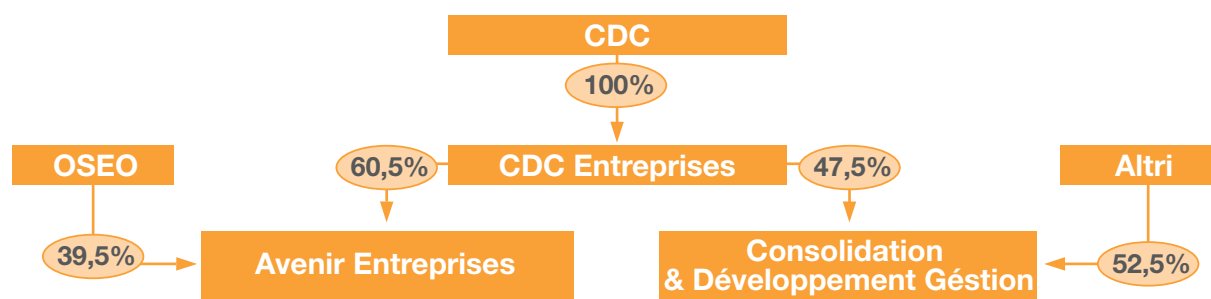 CDC
100%
OSEO
60,5%
CDC Entreprises
47,5%
Altri
39,5%
Avenir Entreprises
Consolidation
& Développement Géstion
52,5%